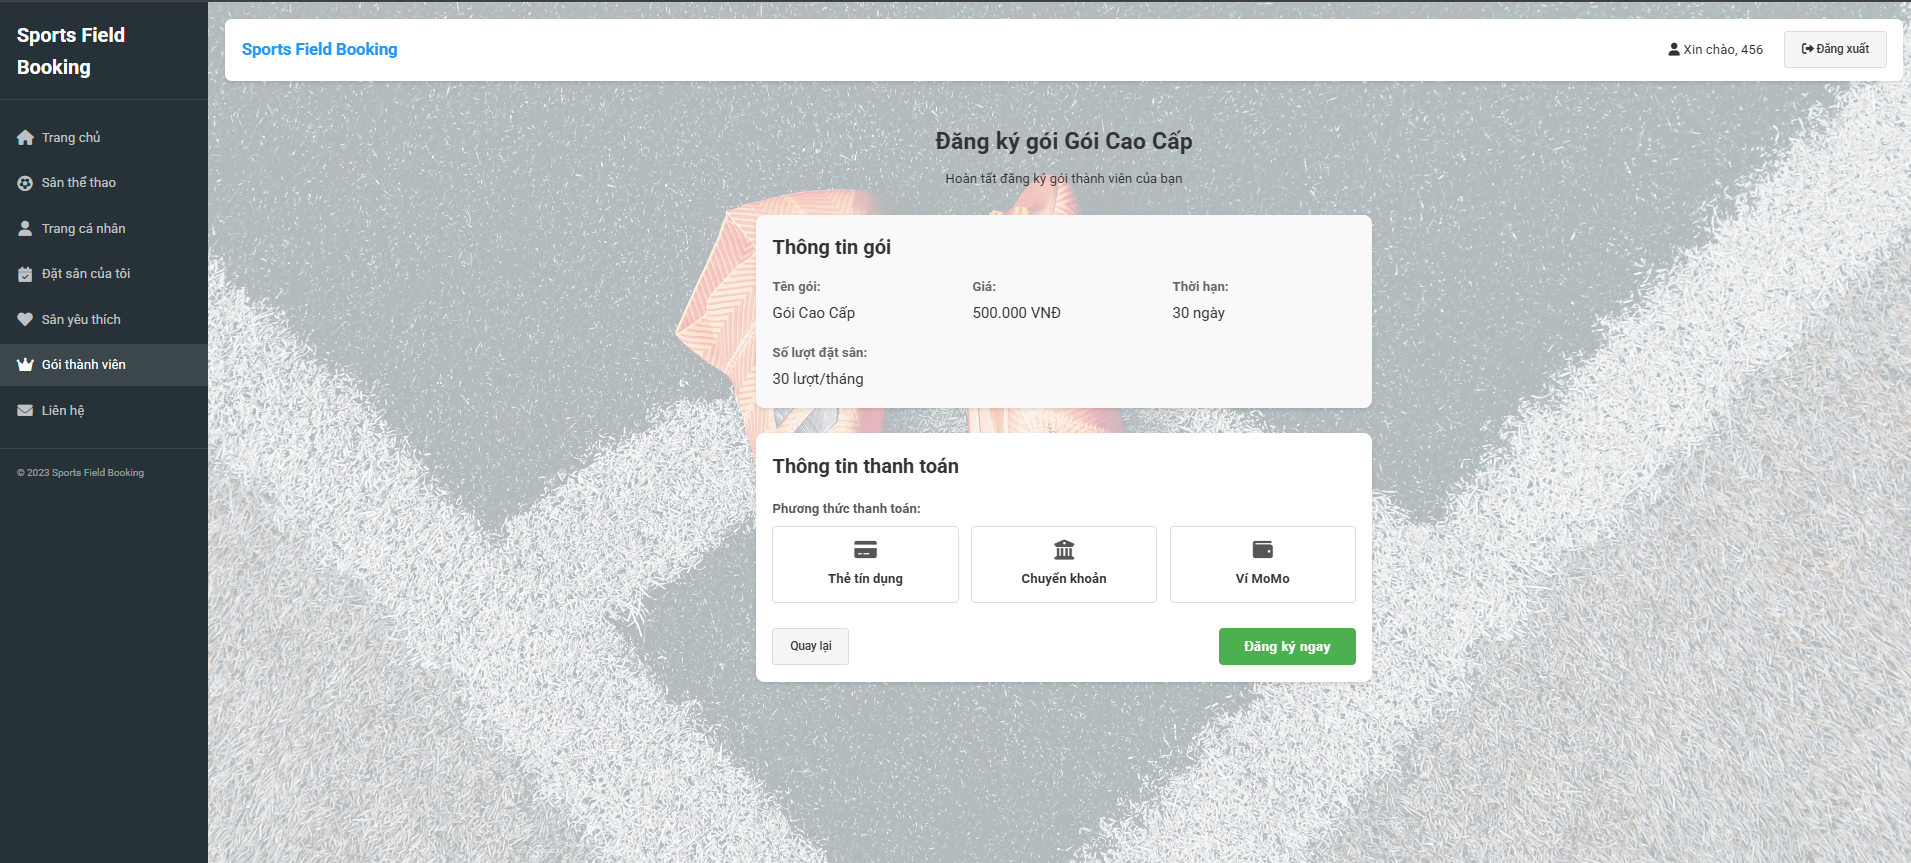 Sports Field
Booking
Trang chủ
Sân thể thao
Trang cá nhân
Đặt sân của tôi
Sân yêu thích
Gói thành viên
Liên hệ
© 2023 Sports Field Booking
Sports Field Booking
Xin chào, 456
Đăng xuất
Đăng ký gói Gói Cao Cấp
Hoàn tất đăng ký gói thành viên của bạn
Thông tin gói
Tên gói: Giá: Thời hạn:
Gói Cao Cấp 500.000 VNĐ 30 ngày
Số lượt đặt sân:
30 lượt/tháng
Thông tin thanh toán
Phương thức thanh toán:
Thẻ tín dụng Chuyển khoản Ví MoMo
Quay lại Đăng ký ngay